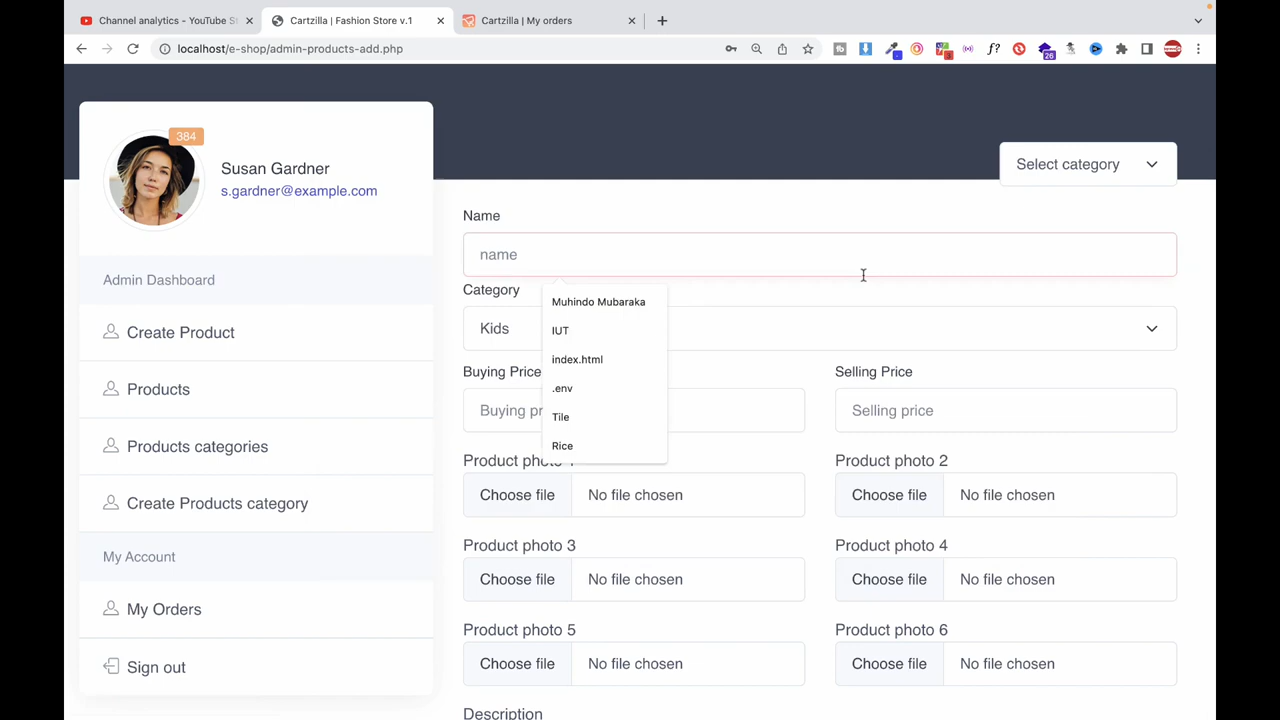 Channel analytics - YouTube S
Cartzilla | Fashion Store v.1
Cartzilla | My orders
localhost/e-shop/admin-products-add.php
384
Susan Gardner
s.gardner@example.com
Admin Dashboard
Create Product
Products
Products categories
Create Products category
My Account
My Orders
Sign out
Select category
Name
name
Muhindo Mubaraka
IUT
index.html
.env
Tile
Rice
Category
Kids
Buying Price
Selling Price
Buying pr
Selling price
Product photo 1
Product photo 2
Choose file No file chosen
Choose file No file chosen
Product photo 3
Product photo 4
Choose file No file chosen
Choose file No file chosen
Product photo 5
Product photo 6
Choose file No file chosen
Choose file No file chosen
Description